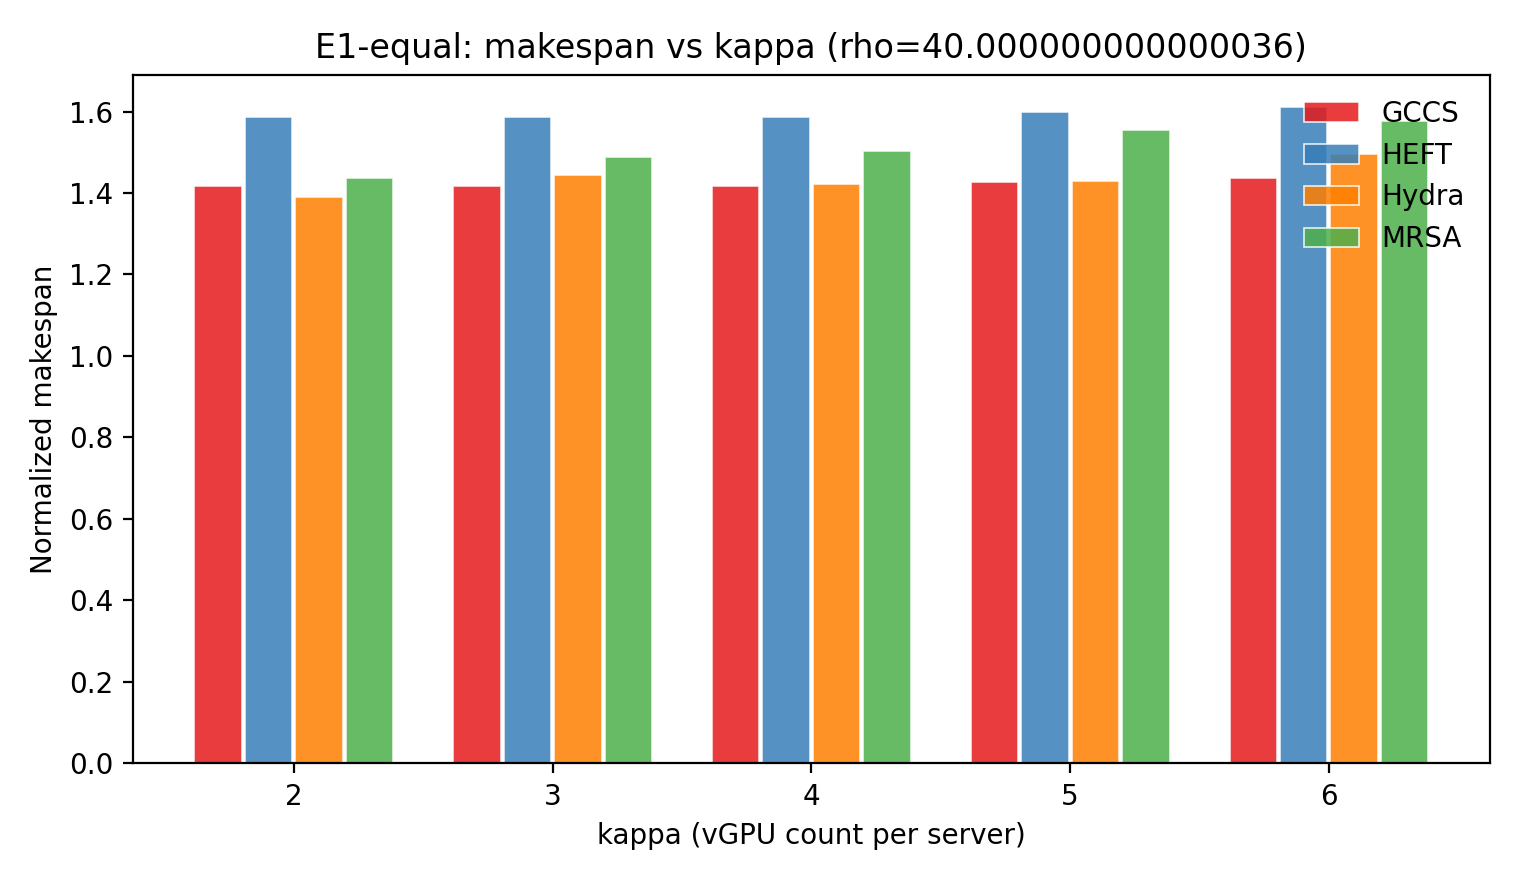 E1-equal: makespan vs kappa (rho=40.000000000000036)
GCCS
HEFT
Hydra
MRSA
Normalized makespan
1.6
1.4
1.2
1.0
0.8
0.6
0.4
0.2
0.0
2 3 4 5 6
kappa (vGPU count per server)